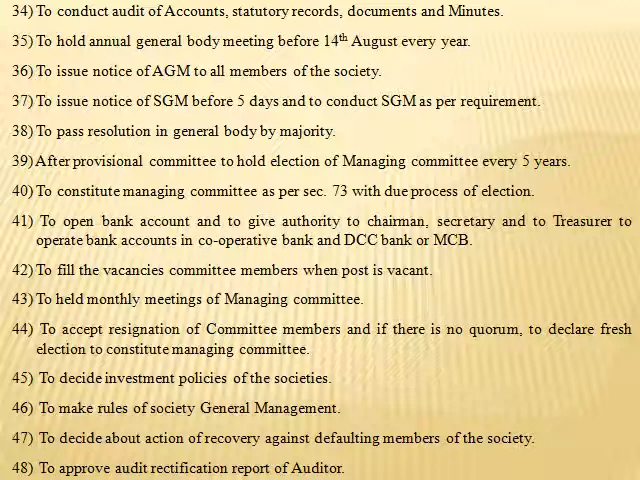 34) To conduct audit of Accounts, statutory records, documents and Minutes.
35) To hold annual general body meeting before 14th August every year.
36) To issue notice of AGM to all members of the society.
37) To issue notice of SGM before 5 days and to conduct SGM as per requirement.
38) To pass resolution in general body by majority.
39) After provisional committee to hold election of Managing committee every 5 years.
40) To constitute managing committee as per sec. 73 with due process of election.
41) To open bank account and to give authority to chairman, secretary and to Treasurer to
operate bank accounts in co-operative bank and DCC bank or MCB.
42) To fill the vacancies committee members when post is vacant.
43) To held monthly meetings of Managing committee.
44) To accept resignation of Committee members and if there is no quorum, to declare fresh
election to constitute managing committee.
45) To decide investment policies of the societies.
46) To make rules of society General Management.
47) To decide about action of recovery against defaulting members of the society.
48) To approve audit rectification report of Auditor.